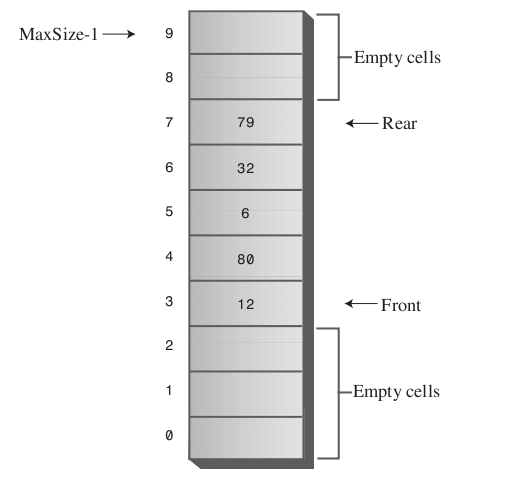 MaxSize-1 9
8
Empty cells
7 79 Rear
6 32
5 6
4 80
3 12 Front
2
1
Empty cells
0